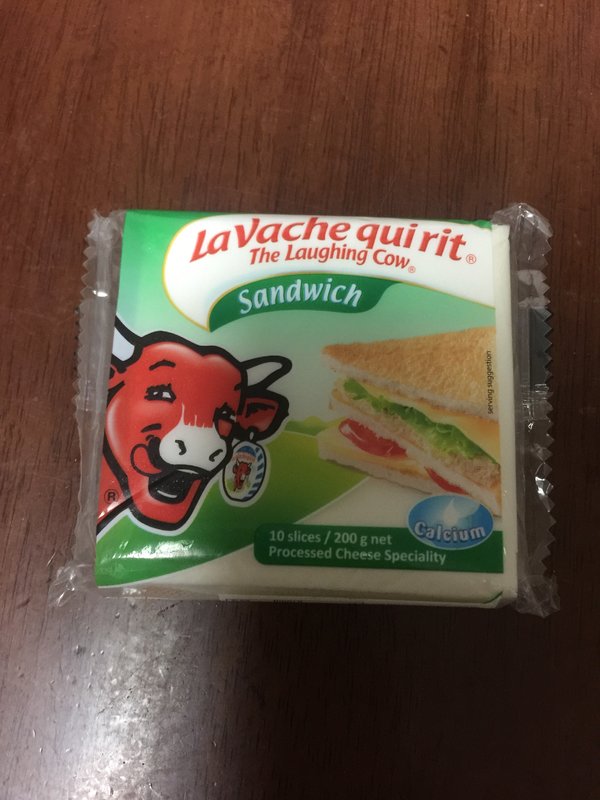 La Vache qui rit®
The Laughing Cow®
Sandwich
serving suggestion
®
Calcium
10 slices / 200 g net
Processed Cheese Speciality